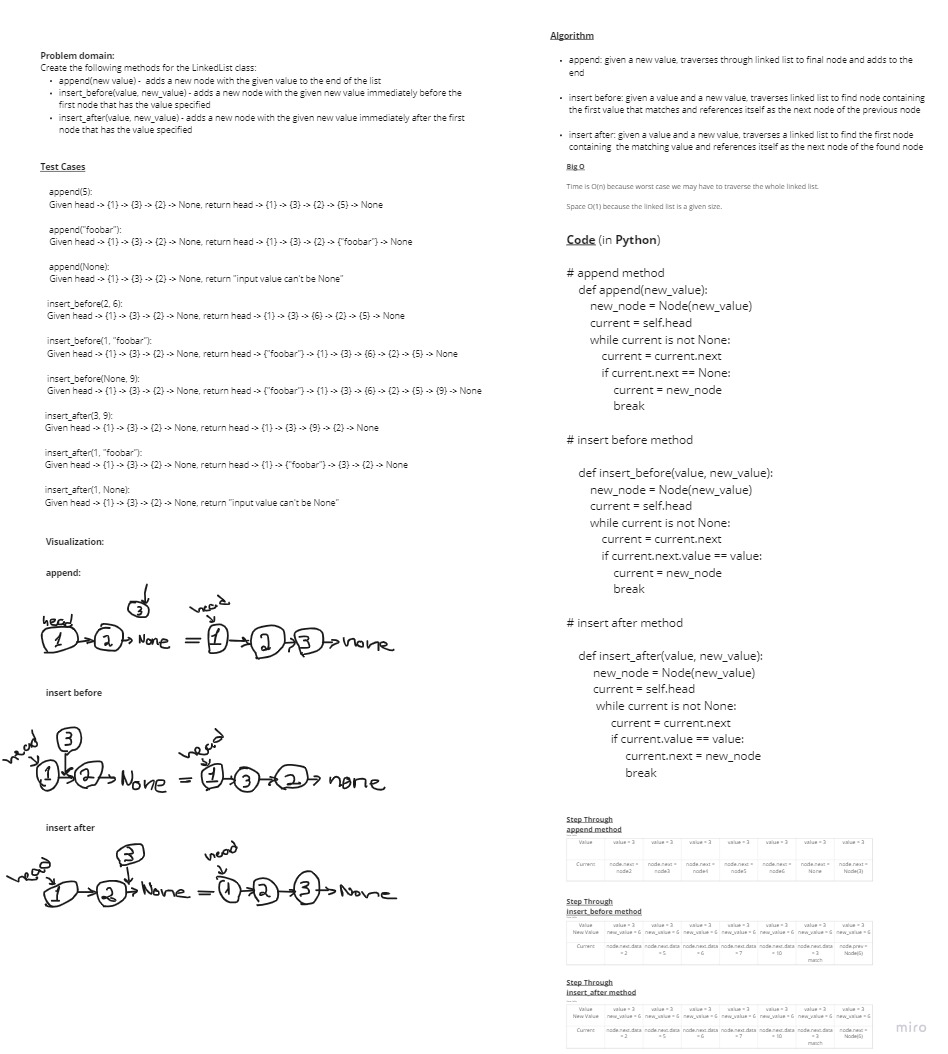 Problem domain:
Create the following methods for the LinkedList class:
• append(new value) -  adds a new node with the given value to the end of the list
• insert_before(value, new_value) - adds a new node with the given new value immediately before the
first node that has the value specified
• insert_after(value, new_value) - adds a new node with the given new value immediately after the first
node that has the value specified
Test Cases
append(5):
Given head -> {1} -> {3} -> {2} -> None, return head -> {1} -> {3} -> {2} -> {5} -> None
append("foobar"):
Given head -> {1} -> {3} -> {2} -> None, return head -> {1} -> {3} -> {2} -> {"foobar"} -> None
append(None):
Given head -> {1} -> {3} -> {2} -> None, return "input value can't be None"
insert_before(2, 6):
Given head -> {1} -> {3} -> {2} -> None, return head -> {1} -> {3} -> {6} -> {2} -> {5} -> None
insert_before(1, "foobar"):
Given head -> {1} -> {3} -> {2} -> None, return head -> {"foobar"} -> {1} -> {3} -> {6} -> {2} -> {5} -> None
insert_before(None, 9):
Given head -> {1} -> {3} -> {2} -> None, return head -> {"foobar"} -> {1} -> {3} -> {6} -> {2} -> {5} -> {9} -> None
insert_after(3, 9):
Given head -> {1} -> {3} -> {2} -> None, return head -> {1} -> {3} -> {9} -> {2} -> None
insert_after(1, "foobar"):
Given head -> {1} -> {3} -> {2} -> None, return head -> {1} -> {"foobar"} -> {3} -> {2} -> None
insert_after(1, None):
Given head -> {1} -> {3} -> {2} -> None, return "input value can't be None"
Visualization:
append:
3
head
head
1 2 None = 1 2 3 none
insert before
head 3
head
1 2 None = 1 3 2 none
insert after
head 3
head
1 2 None = 1 2 3 None
Algorithm
• append: given a new value, traverses through linked list to final node and adds to the
end
• insert before: given a value and a new value, traverses linked list to find node containing
the first value that matches and references itself as the next node of the previous node
• insert after: given a value and a new value, traverses a linked list to find the first node
containing  the matching value and references itself as the next node of the found node
Big O
Time is O(n) because worst case we may have to traverse the whole linked list.
Space O(1) because the linked list is a given size.
Code (in Python)
# append method
def append(new_value):
new_node = Node(new_value)
current = self.head
while current is not None:
current = current.next
if current.next == None:
current = new_node
break
# insert before method
def insert_before(value, new_value):
new_node = Node(new_value)
current = self.head
while current is not None:
current = current.next
if current.next.value == value:
current = new_node
break
# insert after method
def insert_after(value, new_value):
new_node = Node(new_value)
current = self.head
while current is not None:
current = current.next
if current.value == value:
current.next = new_node
break
Step Through
append method
Value value = 3 value = 3 value = 3 value = 3 value = 3 value = 3 value = 3
Current node.next = node.next = node.next = node.next = node.next = node.next = node.next =
node2 node3 node4 node5 node6 None Node(3)
Step Through
insert_before method
Value value = 3 value = 3 value = 3 value = 3 value = 3 value = 3 value = 3
New Value new_value = 6 new_value = 6 new_value = 6 new_value = 6 new_value = 6 new_value = 6 new_value = 6
Current node.next.data node.next.data node.next.data node.next.data node.next.data node.next.data node.prev =
= 2 = 5 = 6 = 7 = 10 = 3 Node(6)
match
Step Through
insert_after method
Value value = 3 value = 3 value = 3 value = 3 value = 3 value = 3 value = 3
New Value new_value = 6 new_value = 6 new_value = 6 new_value = 6 new_value = 6 new_value = 6 new_value = 6
Current node.next.data node.next.data node.next.data node.next.data node.next.data node.next.data node.next =
= 2 = 5 = 6 = 7 = 10 = 3 Node(6)
match
miro